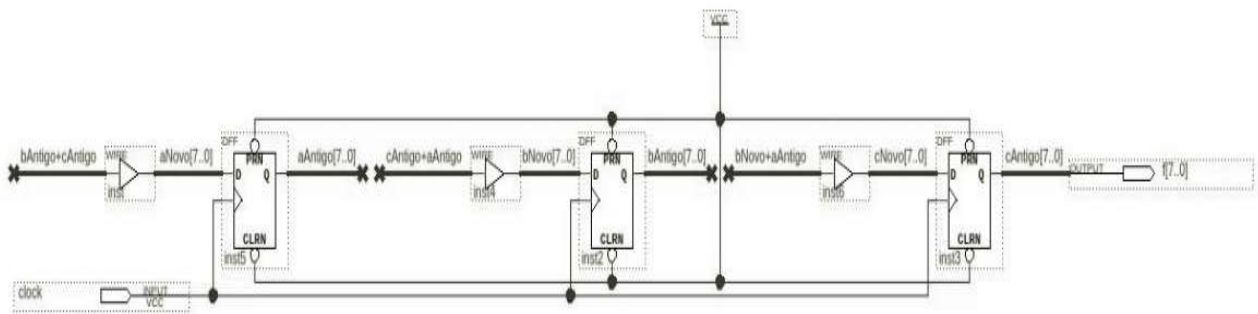 VCC
bAntigo+cAntigo
WIRE
inst
aNovo[7..0]
DFF
PRN
D Q
CLRN
inst5
aAntigo[7..0]
cAntigo+aAntigo
WIRE
inst4
bNovo[7..0]
DFF
PRN
D Q
CLRN
inst2
bAntigo[7..0]
bNovo+aAntigo
WIRE
inst6
cNovo[7..0]
DFF
PRN
D Q
CLRN
inst3
cAntigo[7..0]
OUTPUT
f[7..0]
clock
INPUT
VCC